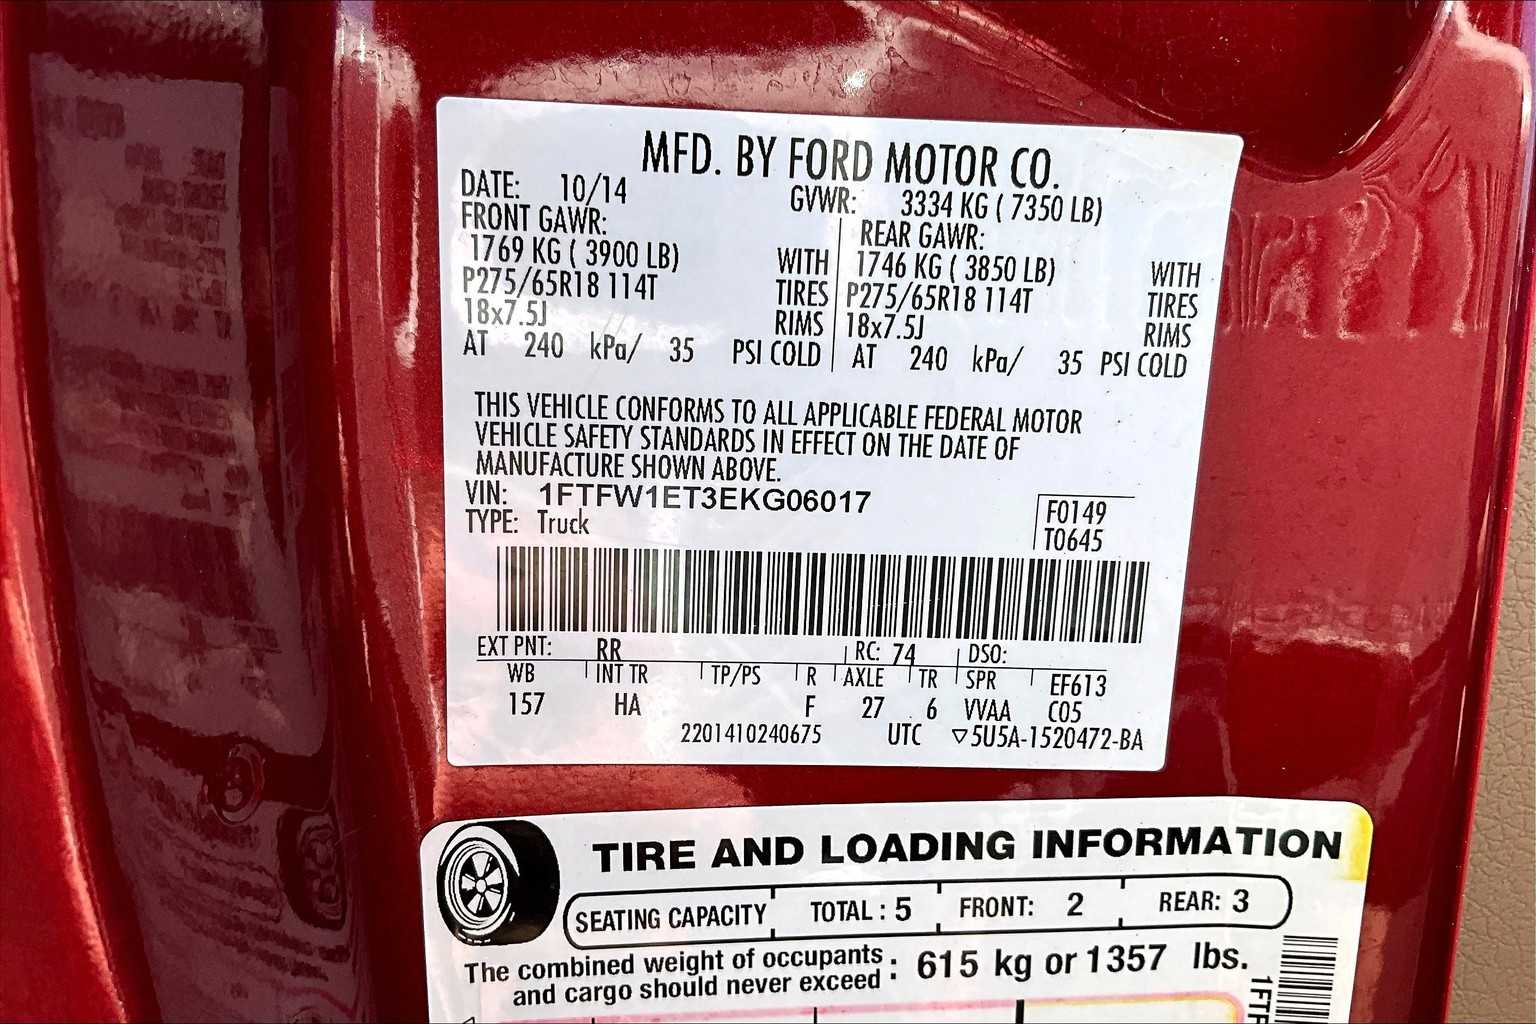 MFD. BY FORD MOTOR CO.
DATE: 10/14 GVWR: 3334 KG ( 7350 LB)
FRONT GAWR: REAR GAWR:
1769 KG ( 3900 LB) WITH 1746 KG ( 3850 LB) WITH
P275/65R18 114T TIRES P275/65R18 114T TIRES
18x7.5J RIMS 18x7.5J RIMS
AT 240 kPa/ 35 PSI COLD AT 240 kPa/ 35 PSI COLD
THIS VEHICLE CONFORMS TO ALL APPLICABLE FEDERAL MOTOR
VEHICLE SAFETY STANDARDS IN EFFECT ON THE DATE OF
MANUFACTURE SHOWN ABOVE.
VIN: 1FTFW1ET3EKG06017 F0149
TYPE: Truck T0645
EXT PNT: RR RC: 74 DSO:
WB INT TR TP/PS R AXLE TR SPR EF613
157 HA F 27 6 VVAA C05
2201410240675 UTC ▽5U5A-1520472-BA
TIRE AND LOADING INFORMATION
SEATING CAPACITY TOTAL : 5 FRONT: 2 REAR: 3
The combined weight of occupants
and cargo should never exceed : 615 kg or 1357 lbs.